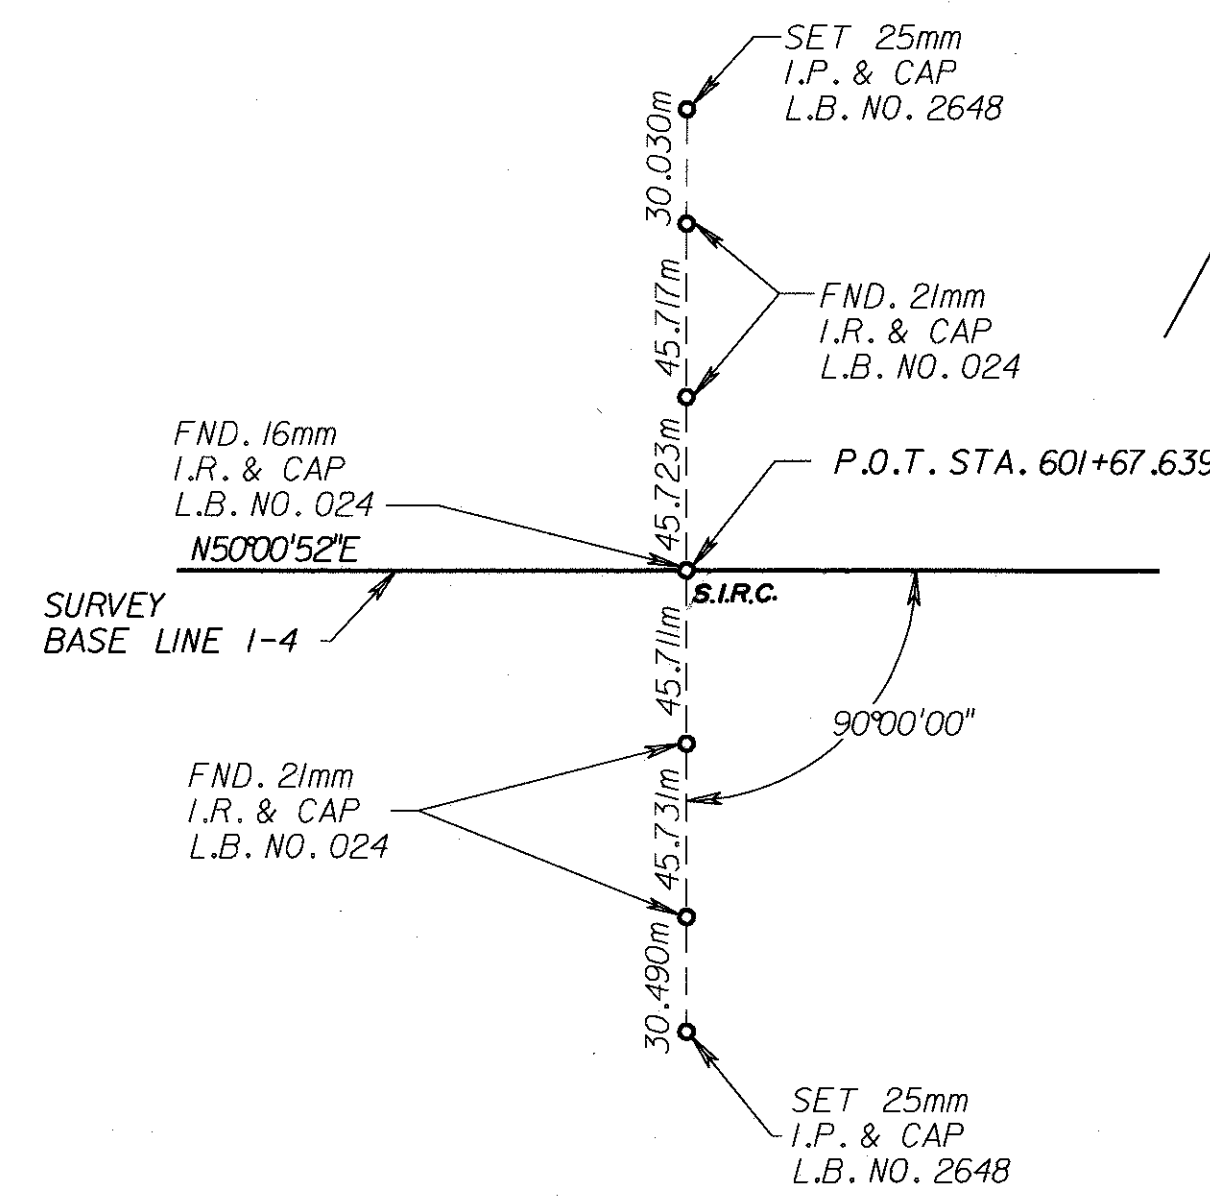 SET 25mm
I.P. & CAP
L.B. NO. 2648
30.030m
45.717m
FND. 21mm
I.R. & CAP
L.B. NO. 024
45.723m
FND. 16mm
I.R. & CAP
L.B. NO. 024
P.O.T. STA. 601+67.639
N50°00'52"E
S.I.R.C.
SURVEY
BASE LINE 1-4
45.711m
90°00'00"
FND. 21mm
I.R. & CAP
L.B. NO. 024
45.731m
30.490m
SET 25mm
I.P. & CAP
L.B. NO. 2648